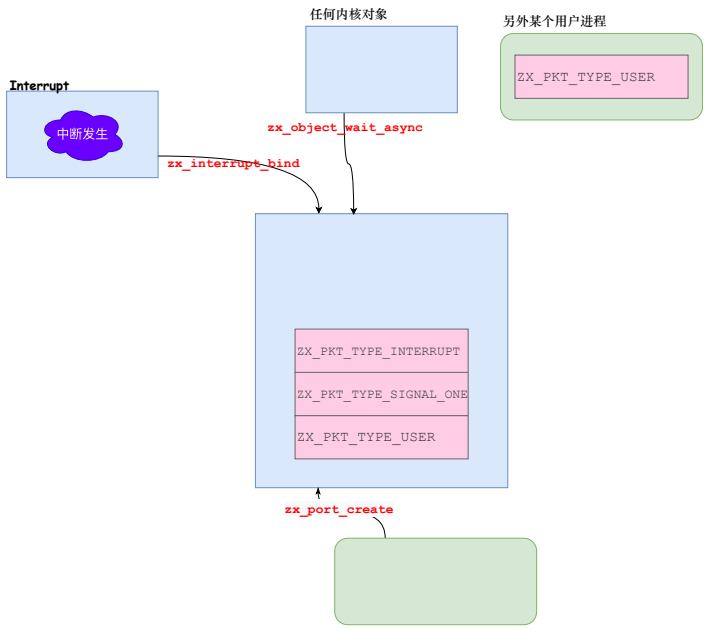 任何内核对象
另外某个用户进程
ZX_PKT_TYPE_USER
Interrupt
中断发生
zx_object_wait_async
zx_interrupt_bind
ZX_PKT_TYPE_INTERRUPT
ZX_PKT_TYPE_SIGNAL_ONE
ZX_PKT_TYPE_USER
zx_port_create